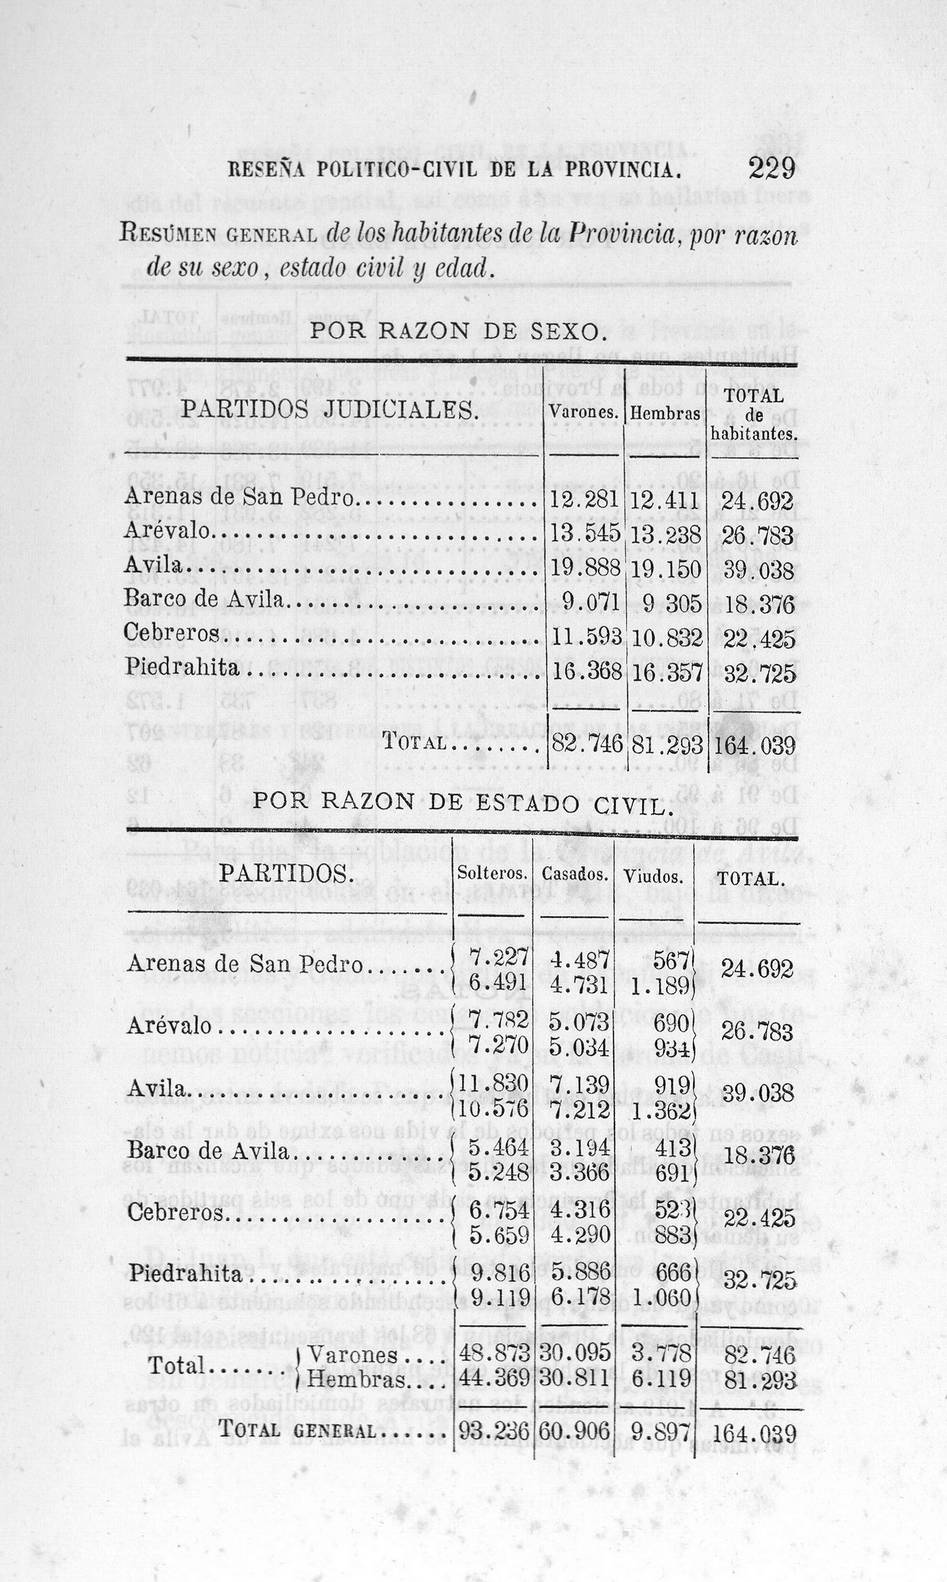 RESEÑA POLITICO-CIVIL DE LA PROVINCIA. 229
RESÚMEN GENERAL de los habitantes de la Provincia, por razon
de su sexo, estado civil y edad.
POR RAZON DE SEXO.
PARTIDOS JUDICIALES. Varones. Hembras TOTAL de habitantes.
Arenas de San Pedro................ 12.281 12.411 24.692
Arévalo............................. 13.545 13.238 26.783
Avila............................... 19.888 19.150 39.038
Barco de Avila...................... 9.071 9 305 18.376
Cebreros............................ 11.593 10.832 22.425
Piedrahita.......................... 16.368 16.357 32.725
TOTAL........ 82.746 81.293 164.039
POR RAZON DE ESTADO CIVIL.
PARTIDOS. Solteros. Casados. Viudos. TOTAL.
Arenas de San Pedro....... 7.227 4.487 567 24.692
6.491 4.731 1.189
Arévalo.................... 7.782 5.073 690 26.783
7.270 5.034 934
Avila...................... 11.830 7.139 919 39.038
10.576 7.212 1.362
Barco de Avila............. 5.464 3.194 413 18.376
5.248 3.366 691
Cebreros................... 6.754 4.316 523 22.425
5.659 4.290 883
Piedrahita................. 9.816 5.886 666 32.725
9.119 6.178 1.060
Total....... Varones.... 48.873 30.095 3.778 82.746
Hembras.... 44.369 30.811 6.119 81.293
TOTAL GENERAL...... 93.236 60.906 9.897 164.039